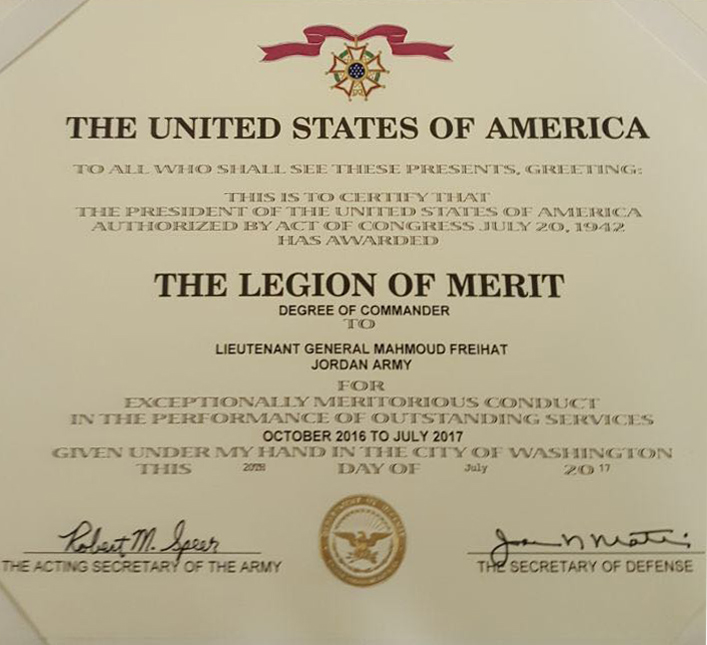 THE UNITED STATES OF AMERICA
TO ALL WHO SHALL SEE THESE PRESENTS, GREETING:
THIS IS TO CERTIFY THAT
THE PRESIDENT OF THE UNITED STATES OF AMERICA
AUTHORIZED BY ACT OF CONGRESS JULY 20, 1942
HAS AWARDED
THE LEGION OF MERIT
DEGREE OF COMMANDER
TO
LIEUTENANT GENERAL MAHMOUD FREIHAT
JORDAN ARMY
FOR
EXCEPTIONALLY MERITORIOUS CONDUCT
IN THE PERFORMANCE OF OUTSTANDING SERVICES
OCTOBER 2016 TO JULY 2017
GIVEN UNDER MY HAND IN THE CITY OF WASHINGTON
THIS 20TH DAY OF July 20 17
Robert M. Speer
THE ACTING SECRETARY OF THE ARMY
THE SECRETARY OF DEFENSE